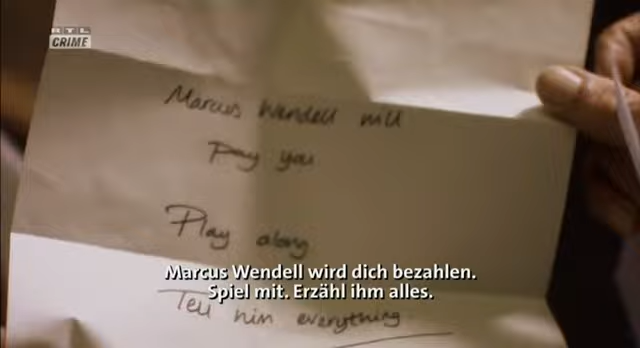 RTL
CRIME
Marcus Wendell will
Pay you
Play along
Marcus Wendell wird dich bezahlen.
Spiel mit. Erzähl ihm alles.
Tell him everything